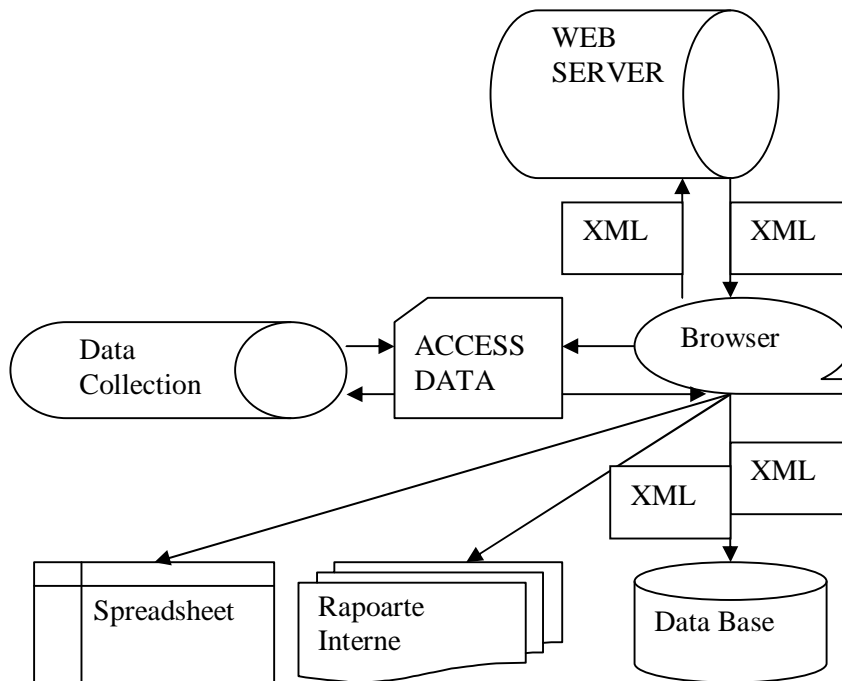 WEB
SERVER
XML
XML
Data
Collection
ACCESS
DATA
Browser
XML
XML
Spreadsheet
Rapoarte
Interne
Data Base